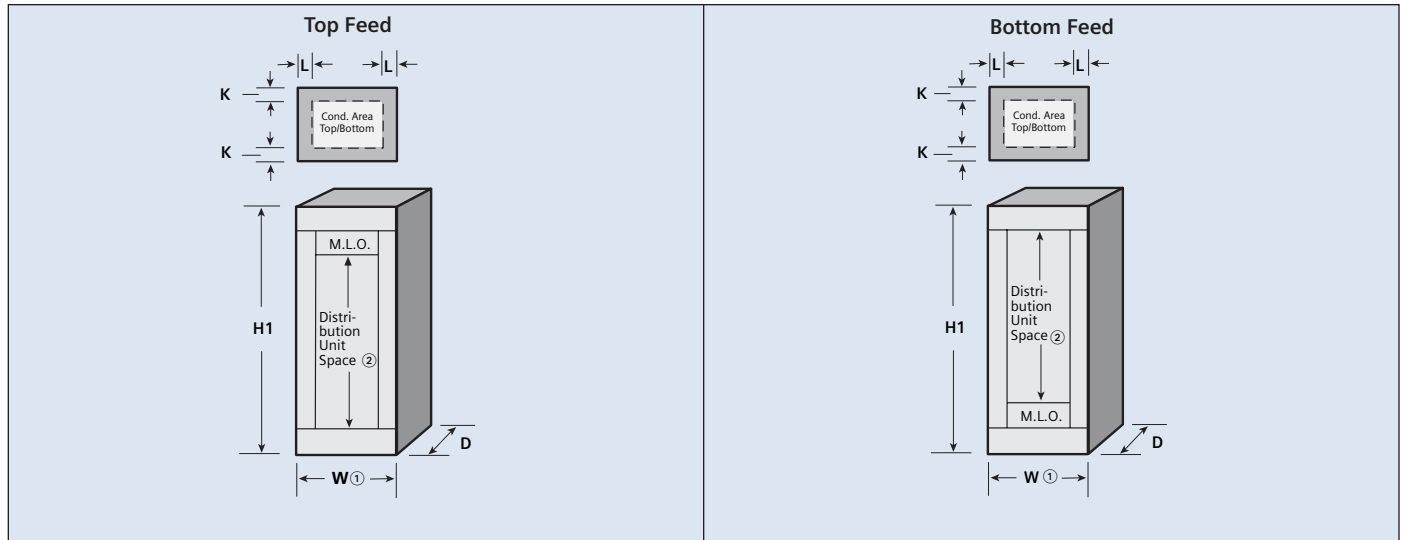 Top Feed
L L
K
Cond. Area
Top/Bottom
K
M.L.O.
H1
Distri-
bution
Unit
Space ②
D
W ①
Bottom Feed
L L
K
Cond. Area
Top/Bottom
K
H1
Distri-
bution
Unit
Space ②
M.L.O.
D
W ①